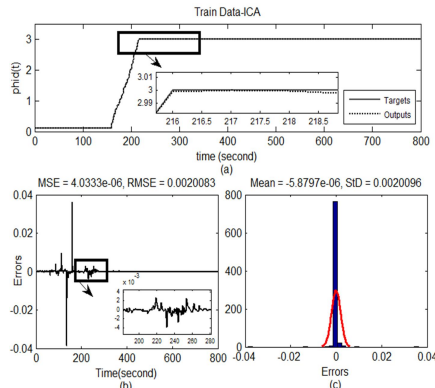 Train Data-ICA
phid(t)
3
2
1
0
3.01
3
2.99
216 216.5 217 217.5 218 218.5
Targets
Outputs
0 100 200 300 400 500 600 700 800
time (second)
(a)
MSE = 4.0333e-06, RMSE = 0.0020083
Errors
0.04
0.02
0
-0.02
-0.04
x 10
-3
4
2
0
-2
-4
200 220 240 260 280
0 200 400 600 800
Time(second)
(b)
Mean = -5.8797e-06, StD = 0.0020096
800
600
400
200
0
-0.04 -0.02 0 0.02 0.04
Errors
(c)